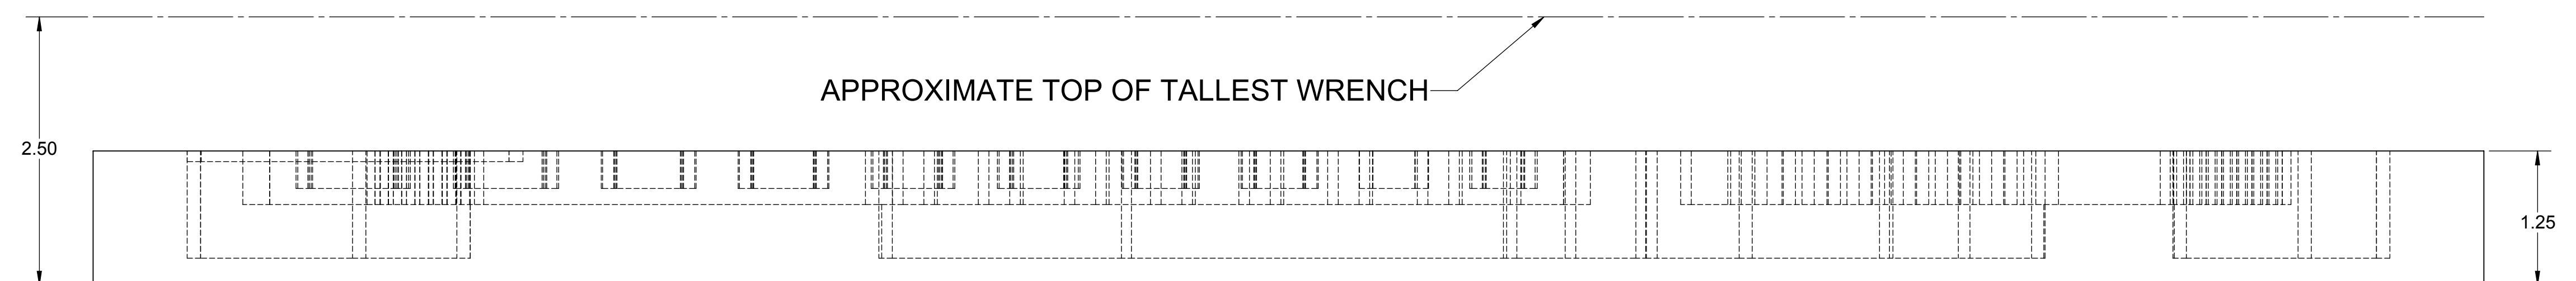 APPROXIMATE TOP OF TALLEST WRENCH
2.50
1.25